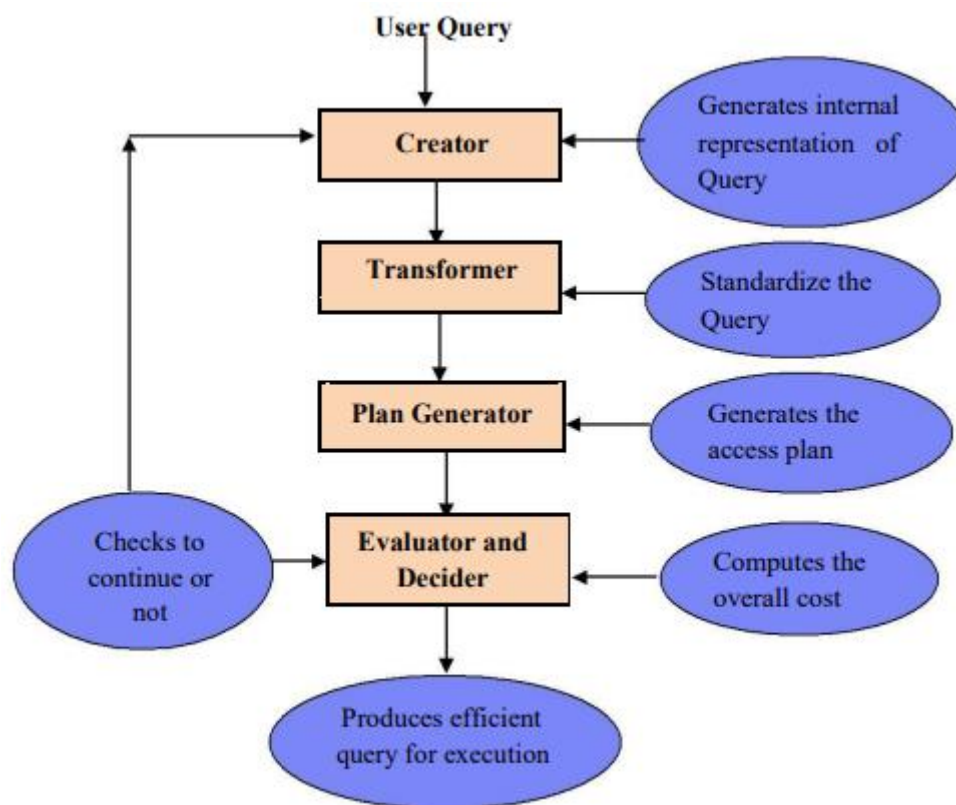 User Query
Creator
Generates internal
representation of
Query
Transformer
Standardize the
Query
Plan Generator
Generates the
access plan
Checks to
continue or
not
Evaluator and
Decider
Computes the
overall cost
Produces efficient
query for execution